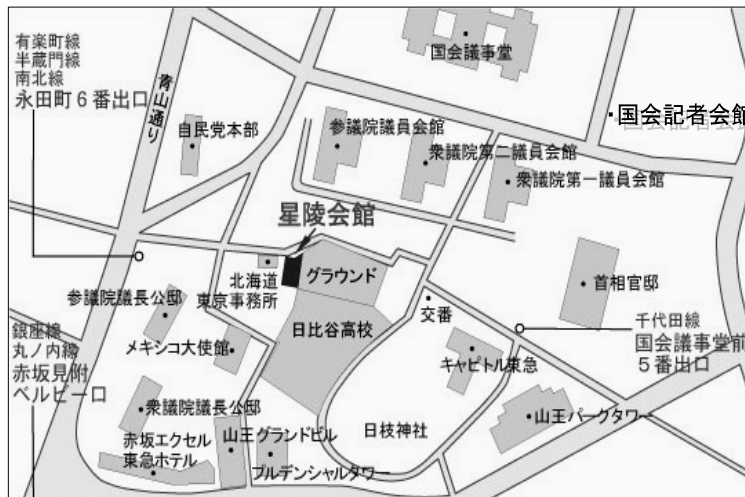 有楽町線
半蔵門線
南北線
永田町６番出口
青山通り
自民党本部
国会議事堂
国会記者会館
参議院議員会館
衆議院第二議員会館
衆議院第一議員会館
星陵会館
北海道
東京事務所
グラウンド
日比谷高校
首相官邸
交番
千代田線
国会議事堂前
５番出口
参議院議長公邸
メキシコ大使館
銀座線
丸ノ内線
赤坂見附
ベルビー口
キャピトル東急
衆議院議長公邸
赤坂エクセル
東急ホテル
山王グランドビル
プルデンシャルタワー
日枝神社
山王パークタワー